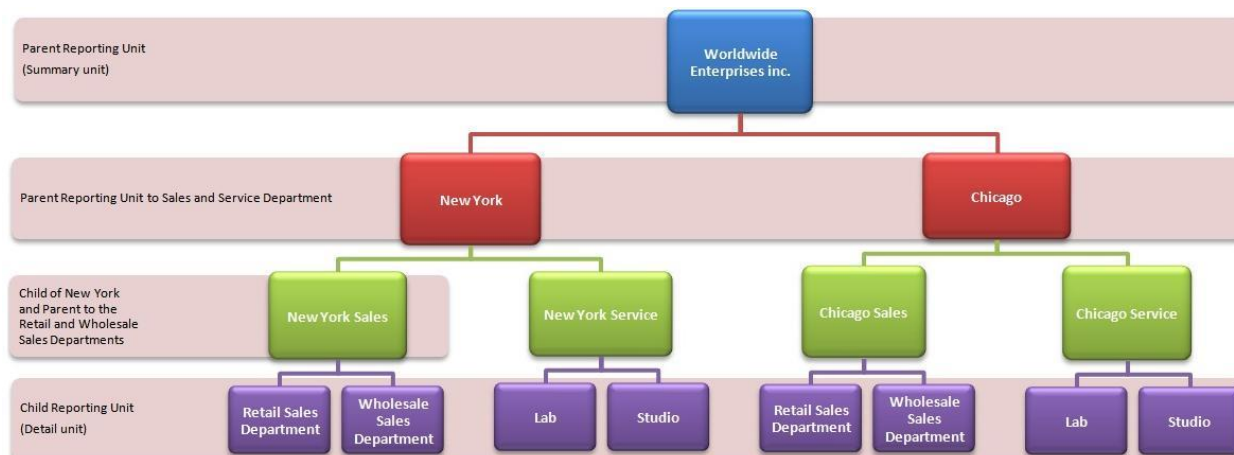 Parent Reporting Unit
(Summary unit)
Worldwide
Enterprises inc.
Parent Reporting Unit to Sales and Service Department
New York
Chicago
Child of New York
and Parent to the
Retail and Wholesale
Sales Departments
New York Sales
New York Service
Chicago Sales
Chicago Service
Child Reporting Unit
(Detail unit)
Retail Sales
Department
Wholesale
Sales
Department
Lab
Studio
Retail Sales
Department
Wholesale
Sales
Department
Lab
Studio